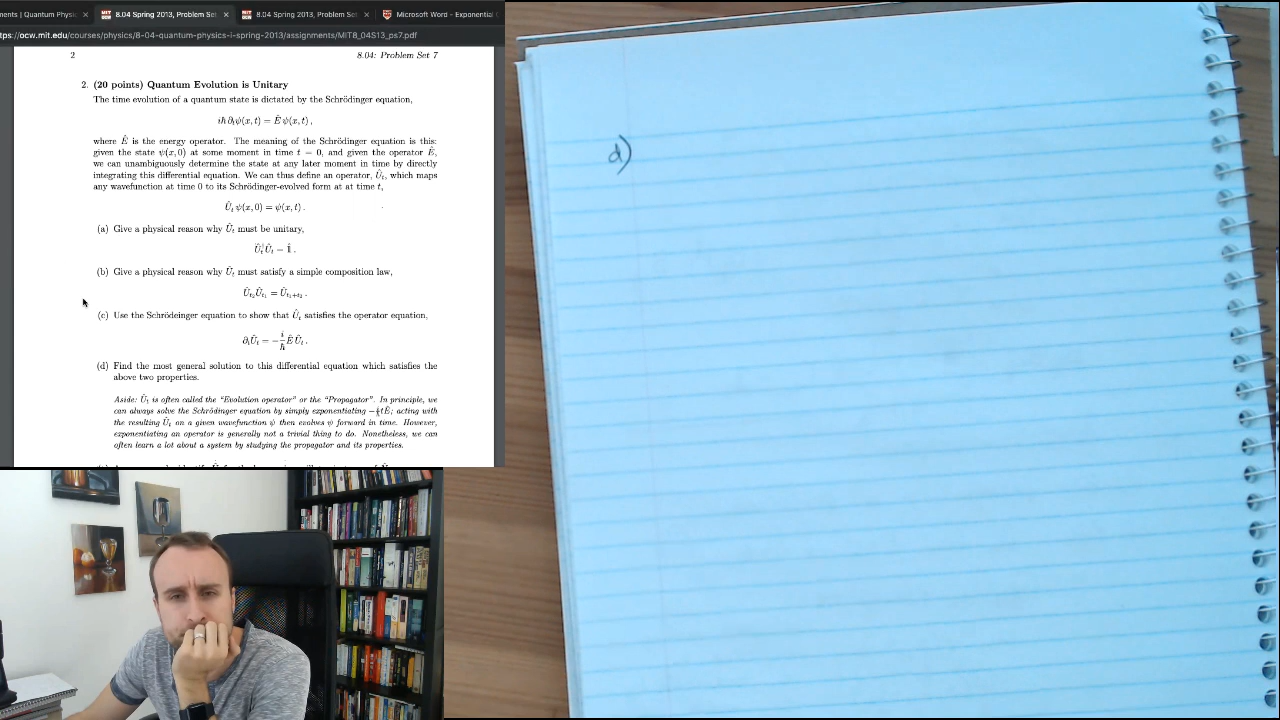 ments | Quantum Physi
8.04 Spring 2013, Problem Set
8.04 Spring 2013, Problem Set
Microsoft Word - Exponential
ps://ocw.mit.edu/courses/physics/8-04-quantum-physics-i-spring-2013/assignments/MIT8_04S13_ps7.pdf
2 8.04: Problem Set 7
2. (20 points) Quantum Evolution is Unitary
The time evolution of a quantum state is dictated by the Schrödinger equation,
iℏ ∂ₜψ(x, t) = Ê ψ(x, t) ,
where Ê is the energy operator. The meaning of the Schrödinger equation is this:
given the state ψ(x, 0) at some moment in time t = 0, and given the operator Ê,
we can unambiguously determine the state at any later moment in time by directly
integrating this differential equation. We can thus define an operator, Ûₜ, which maps
any wavefunction at time 0 to its Schrödinger-evolved form at at time t,
Ûₜ ψ(x, 0) = ψ(x, t) .
(a) Give a physical reason why Ûₜ must be unitary,
Ûₜ†Ûₜ = 𝟙̂ .
(b) Give a physical reason why Ûₜ must satisfy a simple composition law,
Û_{t₂}Û_{t₁} = Û_{t₁+t₂} .
(c) Use the Schrödeinger equation to show that Ûₜ satisfies the operator equation,
∂ₜÛₜ = −i/ℏ Ê Ûₜ .
(d) Find the most general solution to this differential equation which satisfies the
above two properties.
Aside: Ûₜ is often called the “Evolution operator” or the “Propagator”. In principle, we
can always solve the Schrödinger equation by simply exponentiating −i/ℏ tÊ; acting with
the resulting Ûₜ on a given wavefunction ψ then evolves ψ forward in time. However,
exponentiating an operator is generally not a trivial thing to do. Nonetheless, we can
often learn a lot about a system by studying the propagator and its properties.
d)